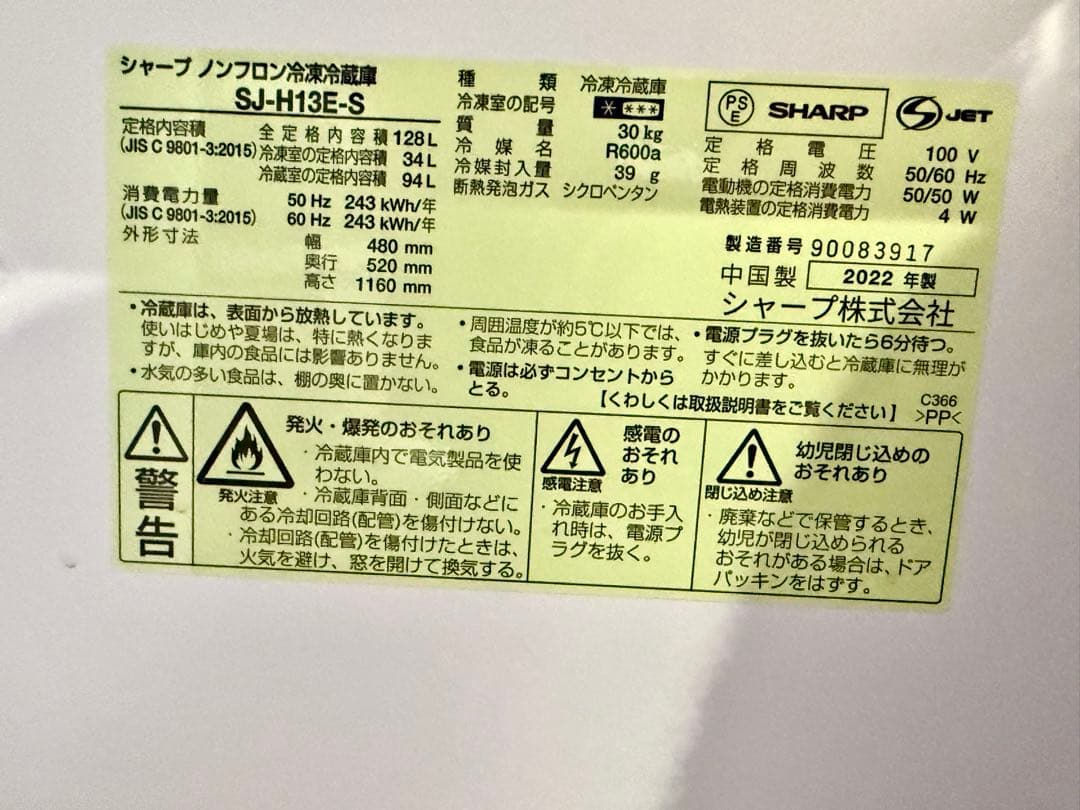 シャープ ノンフロン冷凍冷蔵庫
SJ-H13E-S
定格内容積
(JIS C 9801-3:2015)
全定格内容積 128 L
冷凍室の定格内容積 34 L
冷蔵室の定格内容積 94 L
消費電力量
(JIS C 9801-3:2015)
50 Hz 243 kWh/年
60 Hz 243 kWh/年
外形寸法
幅 480 mm
奥行 520 mm
高さ 1160 mm
種類 冷凍冷蔵庫
冷凍室の記号 * ***
質量 30 kg
冷媒名 R600a
冷媒封入量 39 g
断熱発泡ガス シクロペンタン
PS
E
SHARP
S JET
定格電圧 100 V
定格周波数 50/60 Hz
電動機の定格消費電力 50/50 W
電熱装置の定格消費電力 4 W
製造番号 90083917
中国製 2022 年製
シャープ株式会社
・冷蔵庫は、表面から放熱しています。
使いはじめや夏場は、特に熱くなりま
すが、庫内の食品には影響ありません。
・水気の多い食品は、棚の奥に置かない。
・周囲温度が約5℃以下では、
食品が凍ることがあります。
・電源は必ずコンセントから
とる。
・電源プラグを抜いたら6分待つ。
すぐに差し込むと冷蔵庫に無理が
かかります。
【くわしくは取扱説明書をご覧ください】
C366
>PP<
警告
発火注意
発火・爆発のおそれあり
・冷蔵庫内で電気製品を使
わない。
・冷蔵庫背面・側面などに
ある冷却回路(配管)を傷付けない。
・冷却回路(配管)を傷付けたときは、
火気を避け、窓を開けて換気する。
感電注意
感電の
おそれ
あり
・冷蔵庫のお手入
れ時は、電源プ
ラグを抜く。
閉じ込め注意
幼児閉じ込めの
おそれあり
・廃棄などで保管するとき、
幼児が閉じ込められる
おそれがある場合は、ドア
パッキンをはずす。